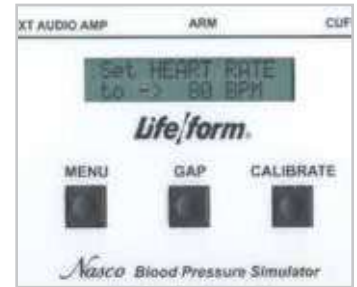 XT AUDIO AMP ARM CUF
Set HEART RATE
to -> 80 BPM
Life/form®
MENU GAP CALIBRATE
Nasco Blood Pressure Simulator